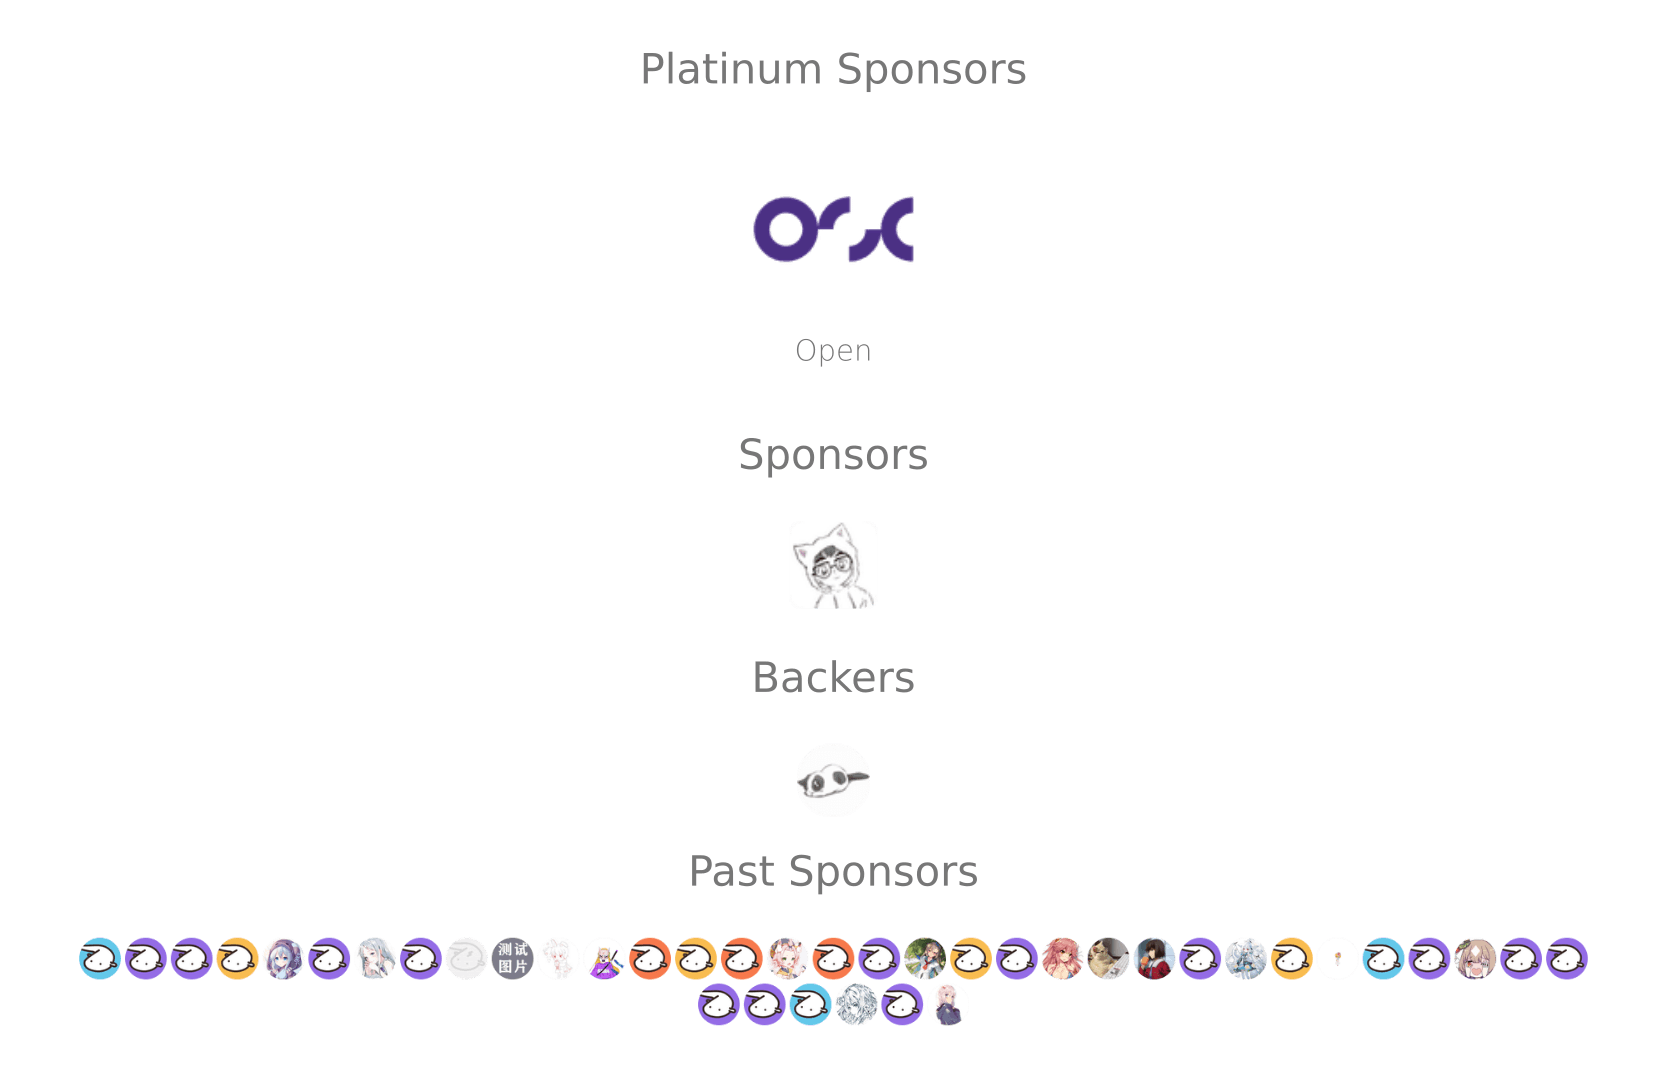 Platinum Sponsors
Open
Sponsors
Backers
Past Sponsors
测试
图片